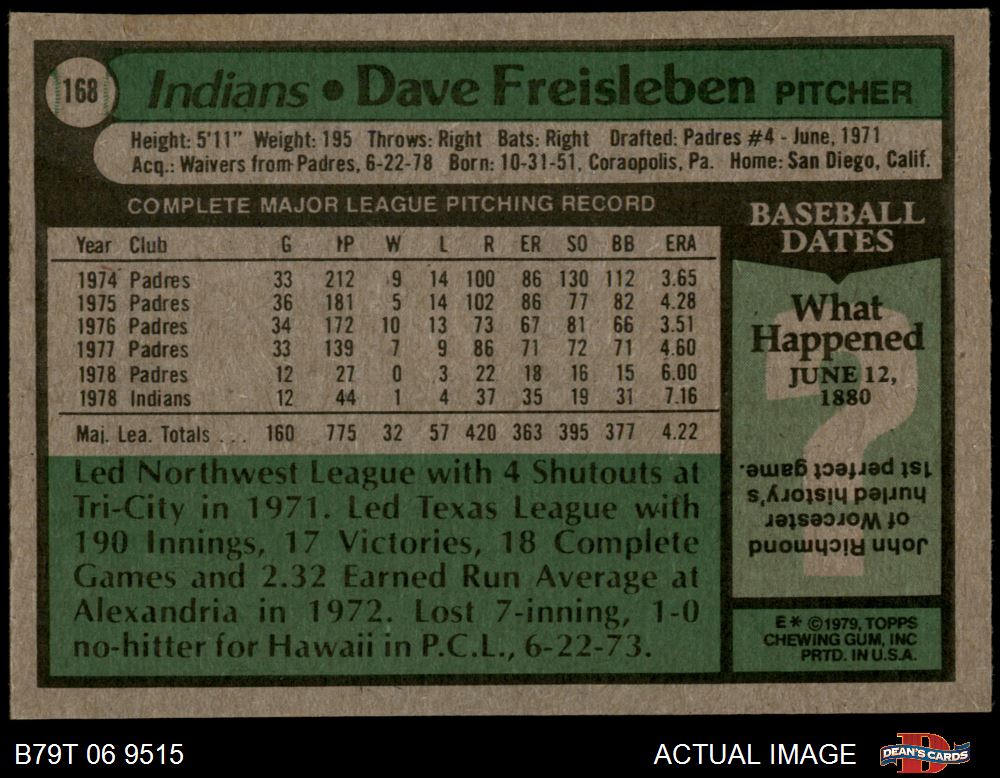 168
Indians • Dave Freisleben PITCHER
Height: 5'11" Weight: 195 Throws: Right Bats: Right Drafted: Padres #4 - June, 1971
Acq.: Waivers from Padres, 6-22-78 Born: 10-31-51, Coraopolis, Pa. Home: San Diego, Calif.
COMPLETE MAJOR LEAGUE PITCHING RECORD
Year Club G IP W L R ER SO BB ERA
1974 Padres 33 212 9 14 100 86 130 112 3.65
1975 Padres 36 181 5 14 102 86 77 82 4.28
1976 Padres 34 172 10 13 73 67 81 66 3.51
1977 Padres 33 139 7 9 86 71 72 71 4.60
1978 Padres 12 27 0 3 22 18 16 15 6.00
1978 Indians 12 44 1 4 37 35 19 31 7.16
Maj. Lea. Totals . . . 160 775 32 57 420 363 395 377 4.22
Led Northwest League with 4 Shutouts at
Tri-City in 1971. Led Texas League with
190 Innings, 17 Victories, 18 Complete
Games and 2.32 Earned Run Average at
Alexandria in 1972. Lost 7-inning, 1-0
no-hitter for Hawaii in P.C.L., 6-22-73.
BASEBALL
DATES
What
Happened
JUNE 12,
1880
John Richmond
of Worcester
hurled history's
1st perfect game.
E* ©1979, TOPPS
CHEWING GUM, INC
PRTD. IN U.S.A.
B79T 06 9515
ACTUAL IMAGE
DEAN'S CARDS